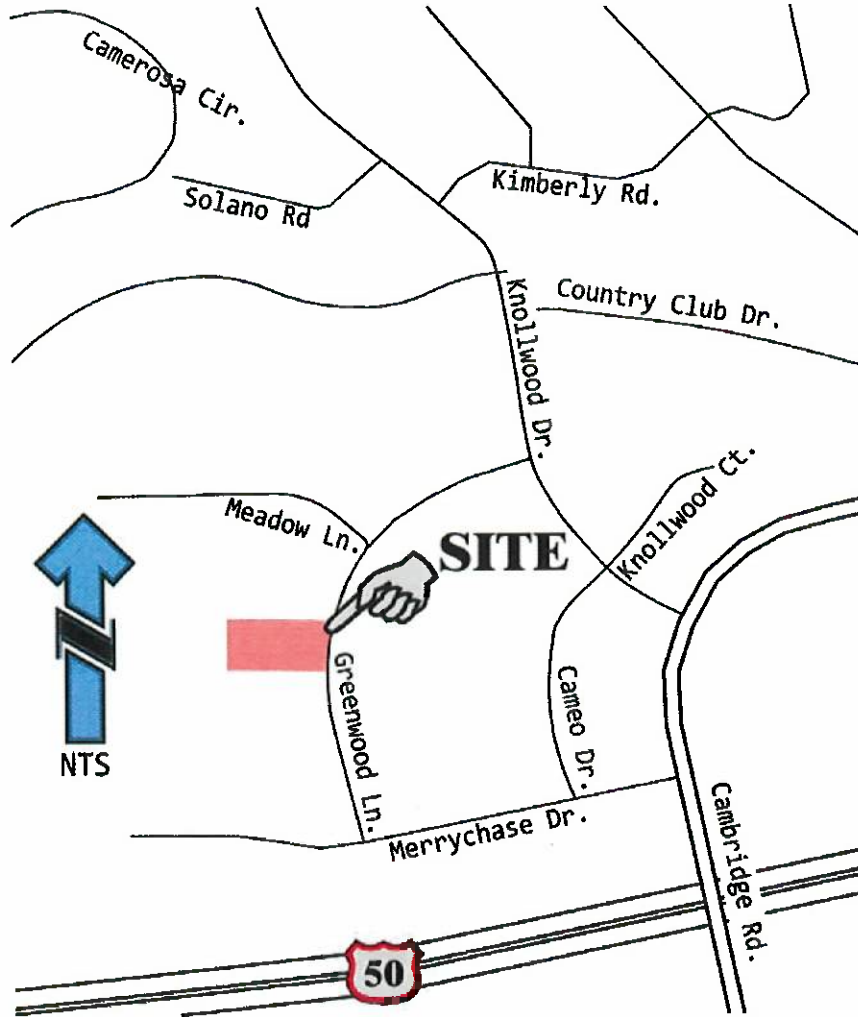 Camerosa Cir.
Kimberly Rd.
Solano Rd
Country Club Dr.
Knollwood Dr.
Knollwood Ct.
Meadow Ln.
SITE
N
NTS
Greenwood Ln.
Cameo Dr.
Merrychase Dr.
Cambridge Rd.
50